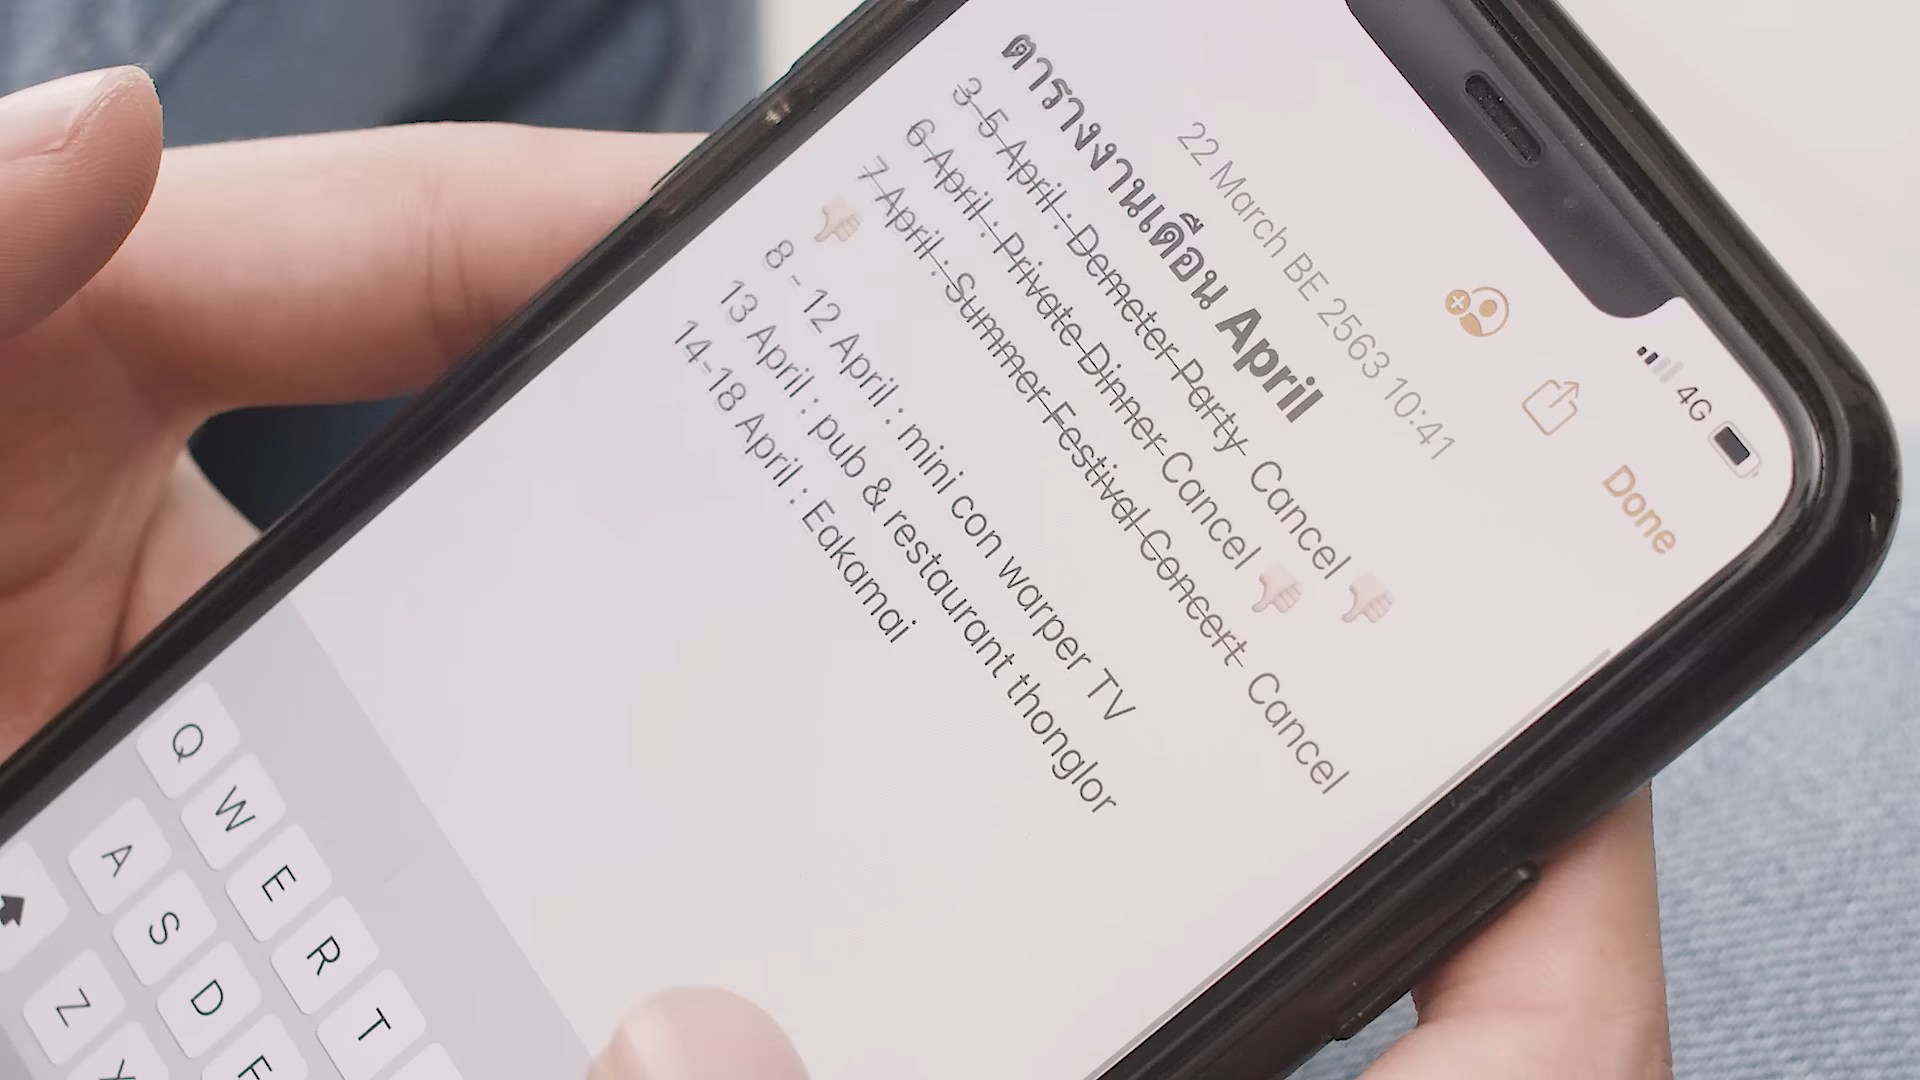 4G
Done
22 March BE 2563 10:41
ตารางงานเดือน April
3-5 April : Demeter Party Cancel 👎
6 April : Private Dinner Cancel 👎
7 April : Summer Festival Concert Cancel
👎
8 - 12 April : mini con warper TV
13 April : pub & restaurant thonglor
14-18 April : Eakamai
Q W E R T
A S D F
Z